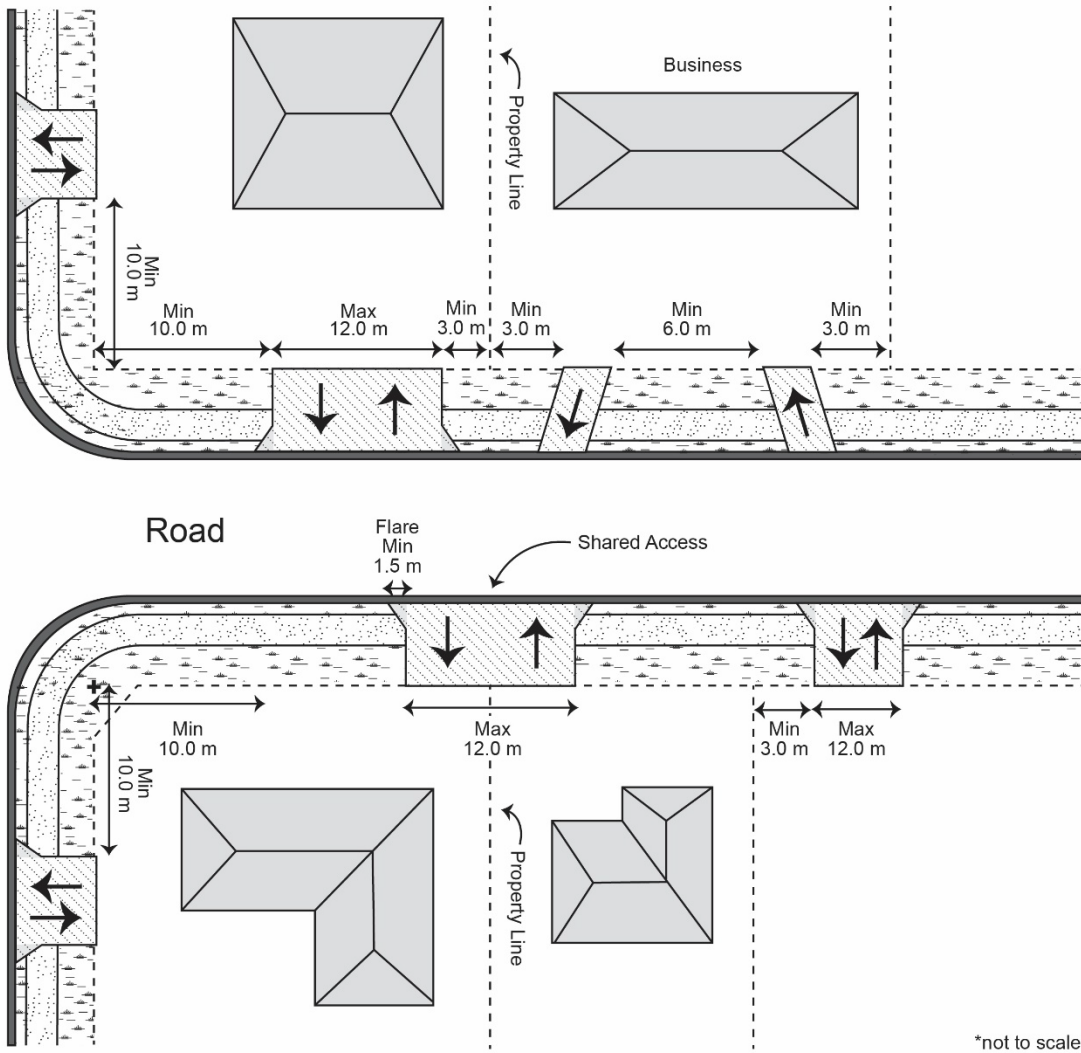 Business
Property Line
Min
10.0 m
Min
10.0 m
Max
12.0 m
Min
3.0 m
Min
3.0 m
Min
6.0 m
Min
3.0 m
Road
Flare
Min
1.5 m
Shared Access
Min
10.0 m
Min
10.0 m
Max
12.0 m
Min
3.0 m
Max
12.0 m
Property Line
*not to scale